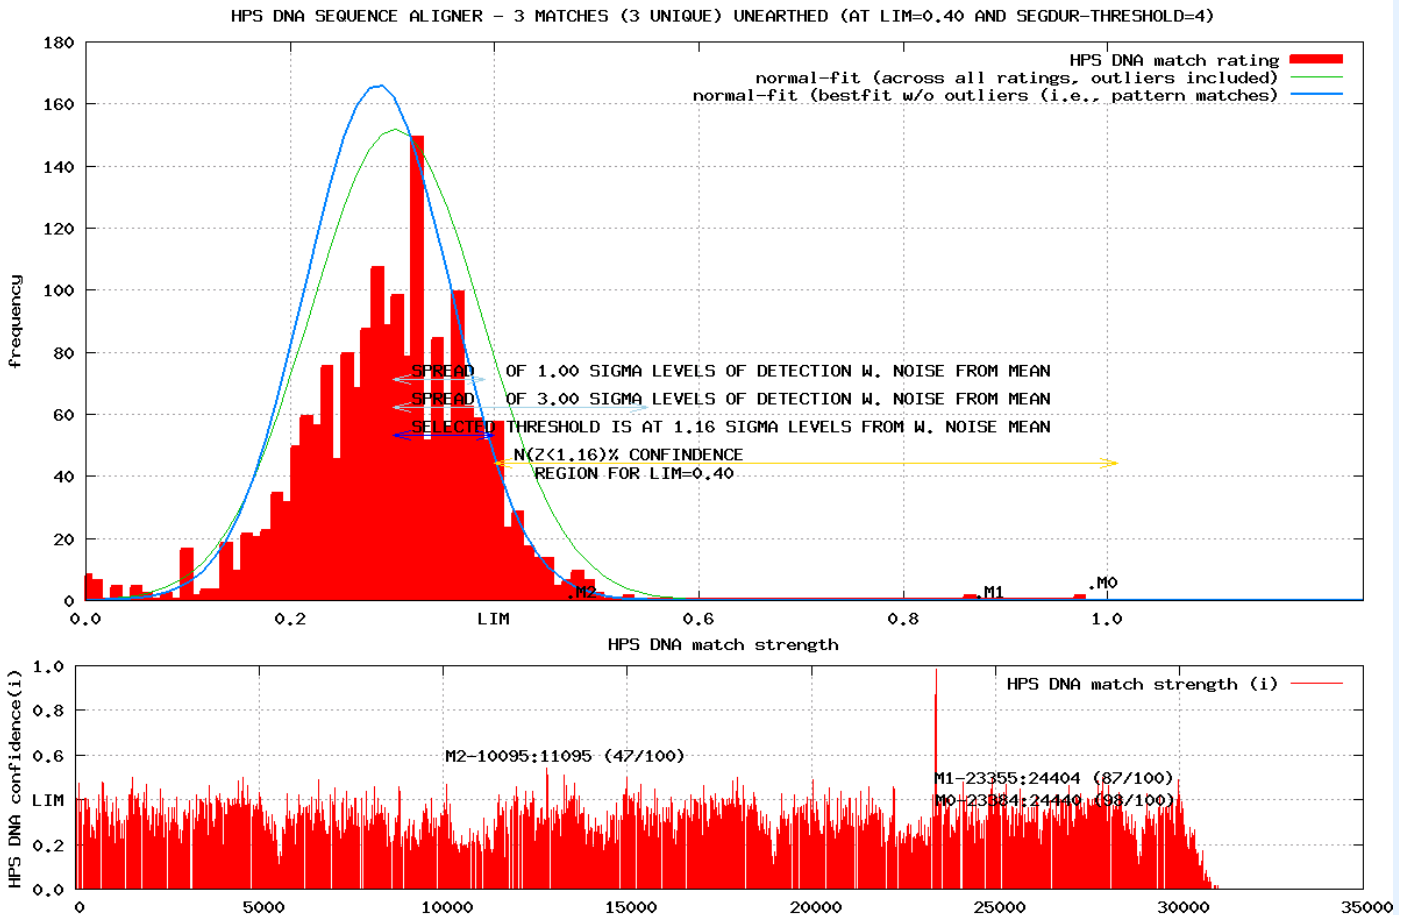 HPS DNA SEQUENCE ALIGNER - 3 MATCHES (3 UNIQUE) UNEARTHED (AT LIM=0.40 AND SEGDUR-THRESHOLD=4)
180
160
140
120
100
80
60
40
20
0
frequency
HPS DNA match rating
normal-fit (across all ratings, outliers included)
normal-fit (bestfit w/o outliers (i.e., pattern matches)
SPREAD OF 1.00 SIGMA LEVELS OF DETECTION W. NOISE FROM MEAN
SPREAD OF 3.00 SIGMA LEVELS OF DETECTION W. NOISE FROM MEAN
SELECTED THRESHOLD IS AT 1.16 SIGMA LEVELS FROM W. NOISE MEAN
N(Z<1.16)% CONFINDENCE
REGION FOR LIM=0.40
.M2
.M1
.M0
0.0 0.2 LIM 0.6 0.8 1.0
HPS DNA match strength
1.0
0.8
0.6
LIM
0.2
0.0
HPS DNA confidence(i)
HPS DNA match strength (i)
M2-10095:11095 (47/100)
M1-23355:24404 (87/100)
M0-23384:24440 (98/100)
0 5000 10000 15000 20000 25000 30000 35000